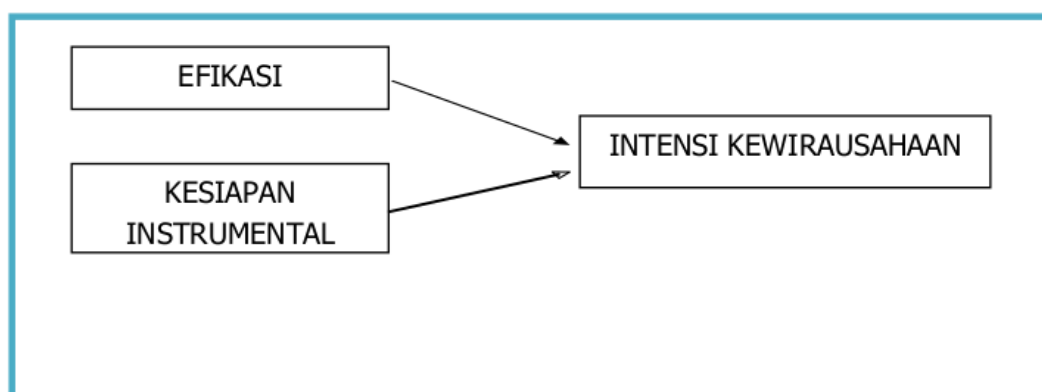 EFIKASI
KESIAPAN
INSTRUMENTAL
INTENSI KEWIRAUSAHAAN